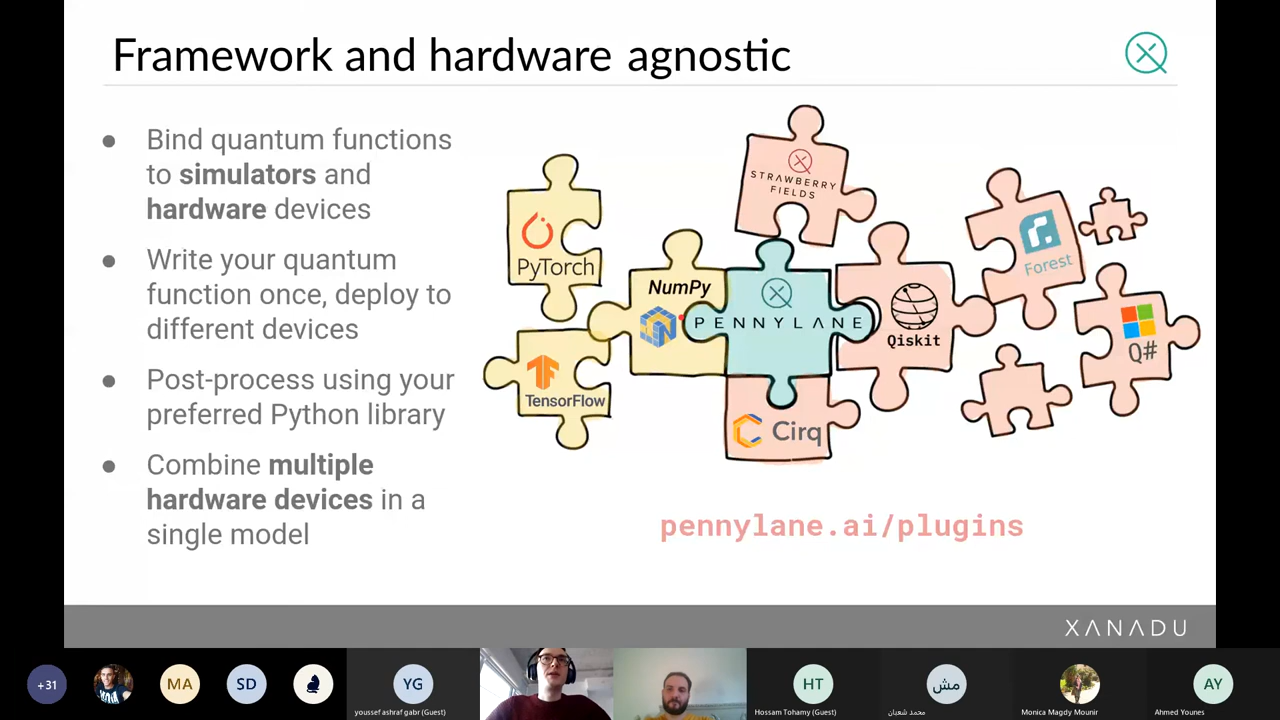 Framework and hardware agnostic
Bind quantum functions
to simulators and
hardware devices
Write your quantum
function once, deploy to
different devices
Post-process using your
preferred Python library
Combine multiple
hardware devices in a
single model
STRAWBERRY
FIELDS
PyTorch
NumPy
PENNYLANE
Qiskit
Forest
Q#
TensorFlow
Cirq
pennylane.ai/plugins
XANADU
+31
MA
SD
YG
youssef ashraf gabr (Guest)
HT
Hossam Tohamy (Guest)
مش
محمد شعبان
Monica Magdy Mounir
AY
Ahmed Younes